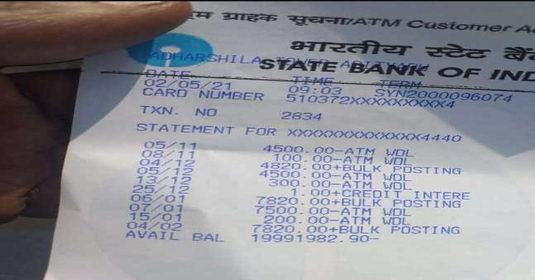 ग्राहक सूचना/ATM Customer
भारतीय स्टेट
STATE BANK OF
DATE TIME TERM
02/05/21 09:03 SYN2000096074
CARD NUMBER 510372XXXXXXXXX4
TXN. NO 2834
STATEMENT FOR XXXXXXXXXXXXX4440
05/11 4500.00-ATM WDL
08/11 100.00-ATM WDL
04/12 4820.00+BULK POSTING
05/12 4500.00-ATM WDL
13/12 300.00-ATM WDL
25/12 1.00+CREDIT INTERE
06/01 7820.00+BULK POSTING
07/01 7500.00-ATM WDL
15/01 200.00-ATM WDL
04/02 7820.00+BULK POSTING
AVAIL BAL 19991982.90-